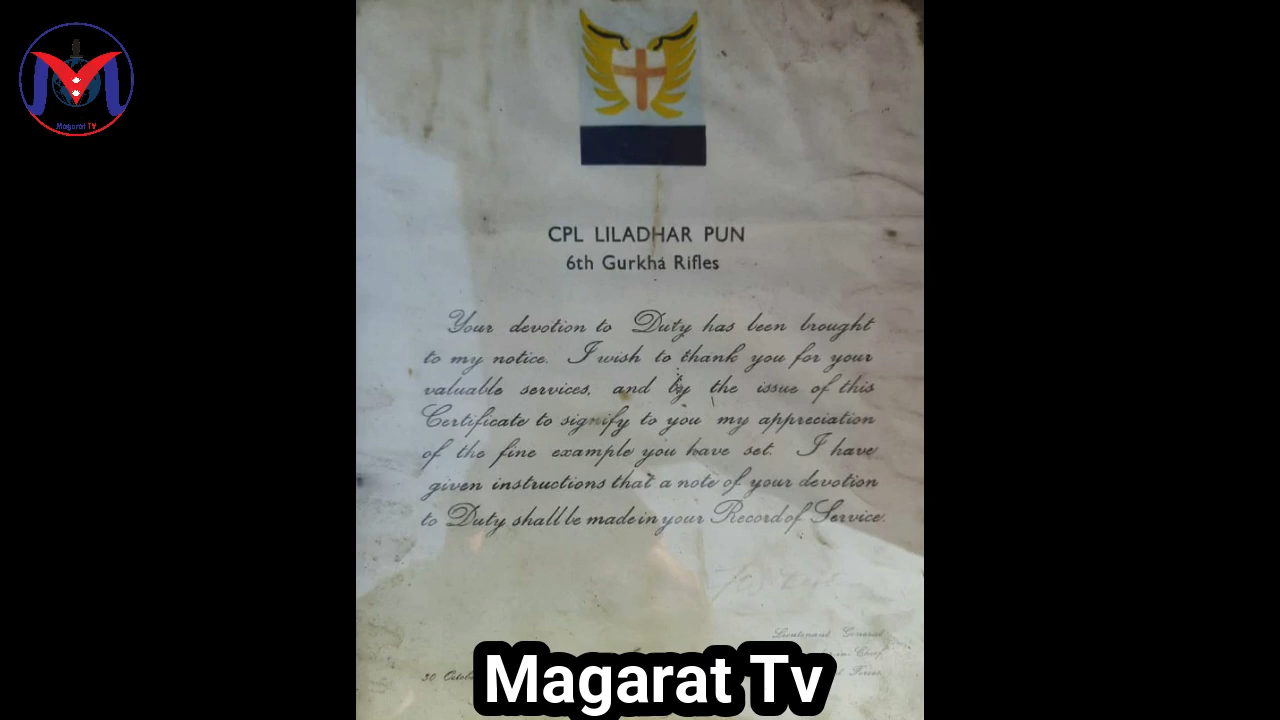 Magarat TV
CPL LILADHAR PUN
6th Gurkha Rifles
Your devotion to Duty has been brought
to my notice. I wish to thank you for your
valuable services, and by the issue of this
Certificate to signify to you my appreciation
of the fine example you have set. I have
given instructions that a note of your devotion
to Duty shall be made in your Record of Service.
Lieutenant General
Chief
30
Magarat Tv